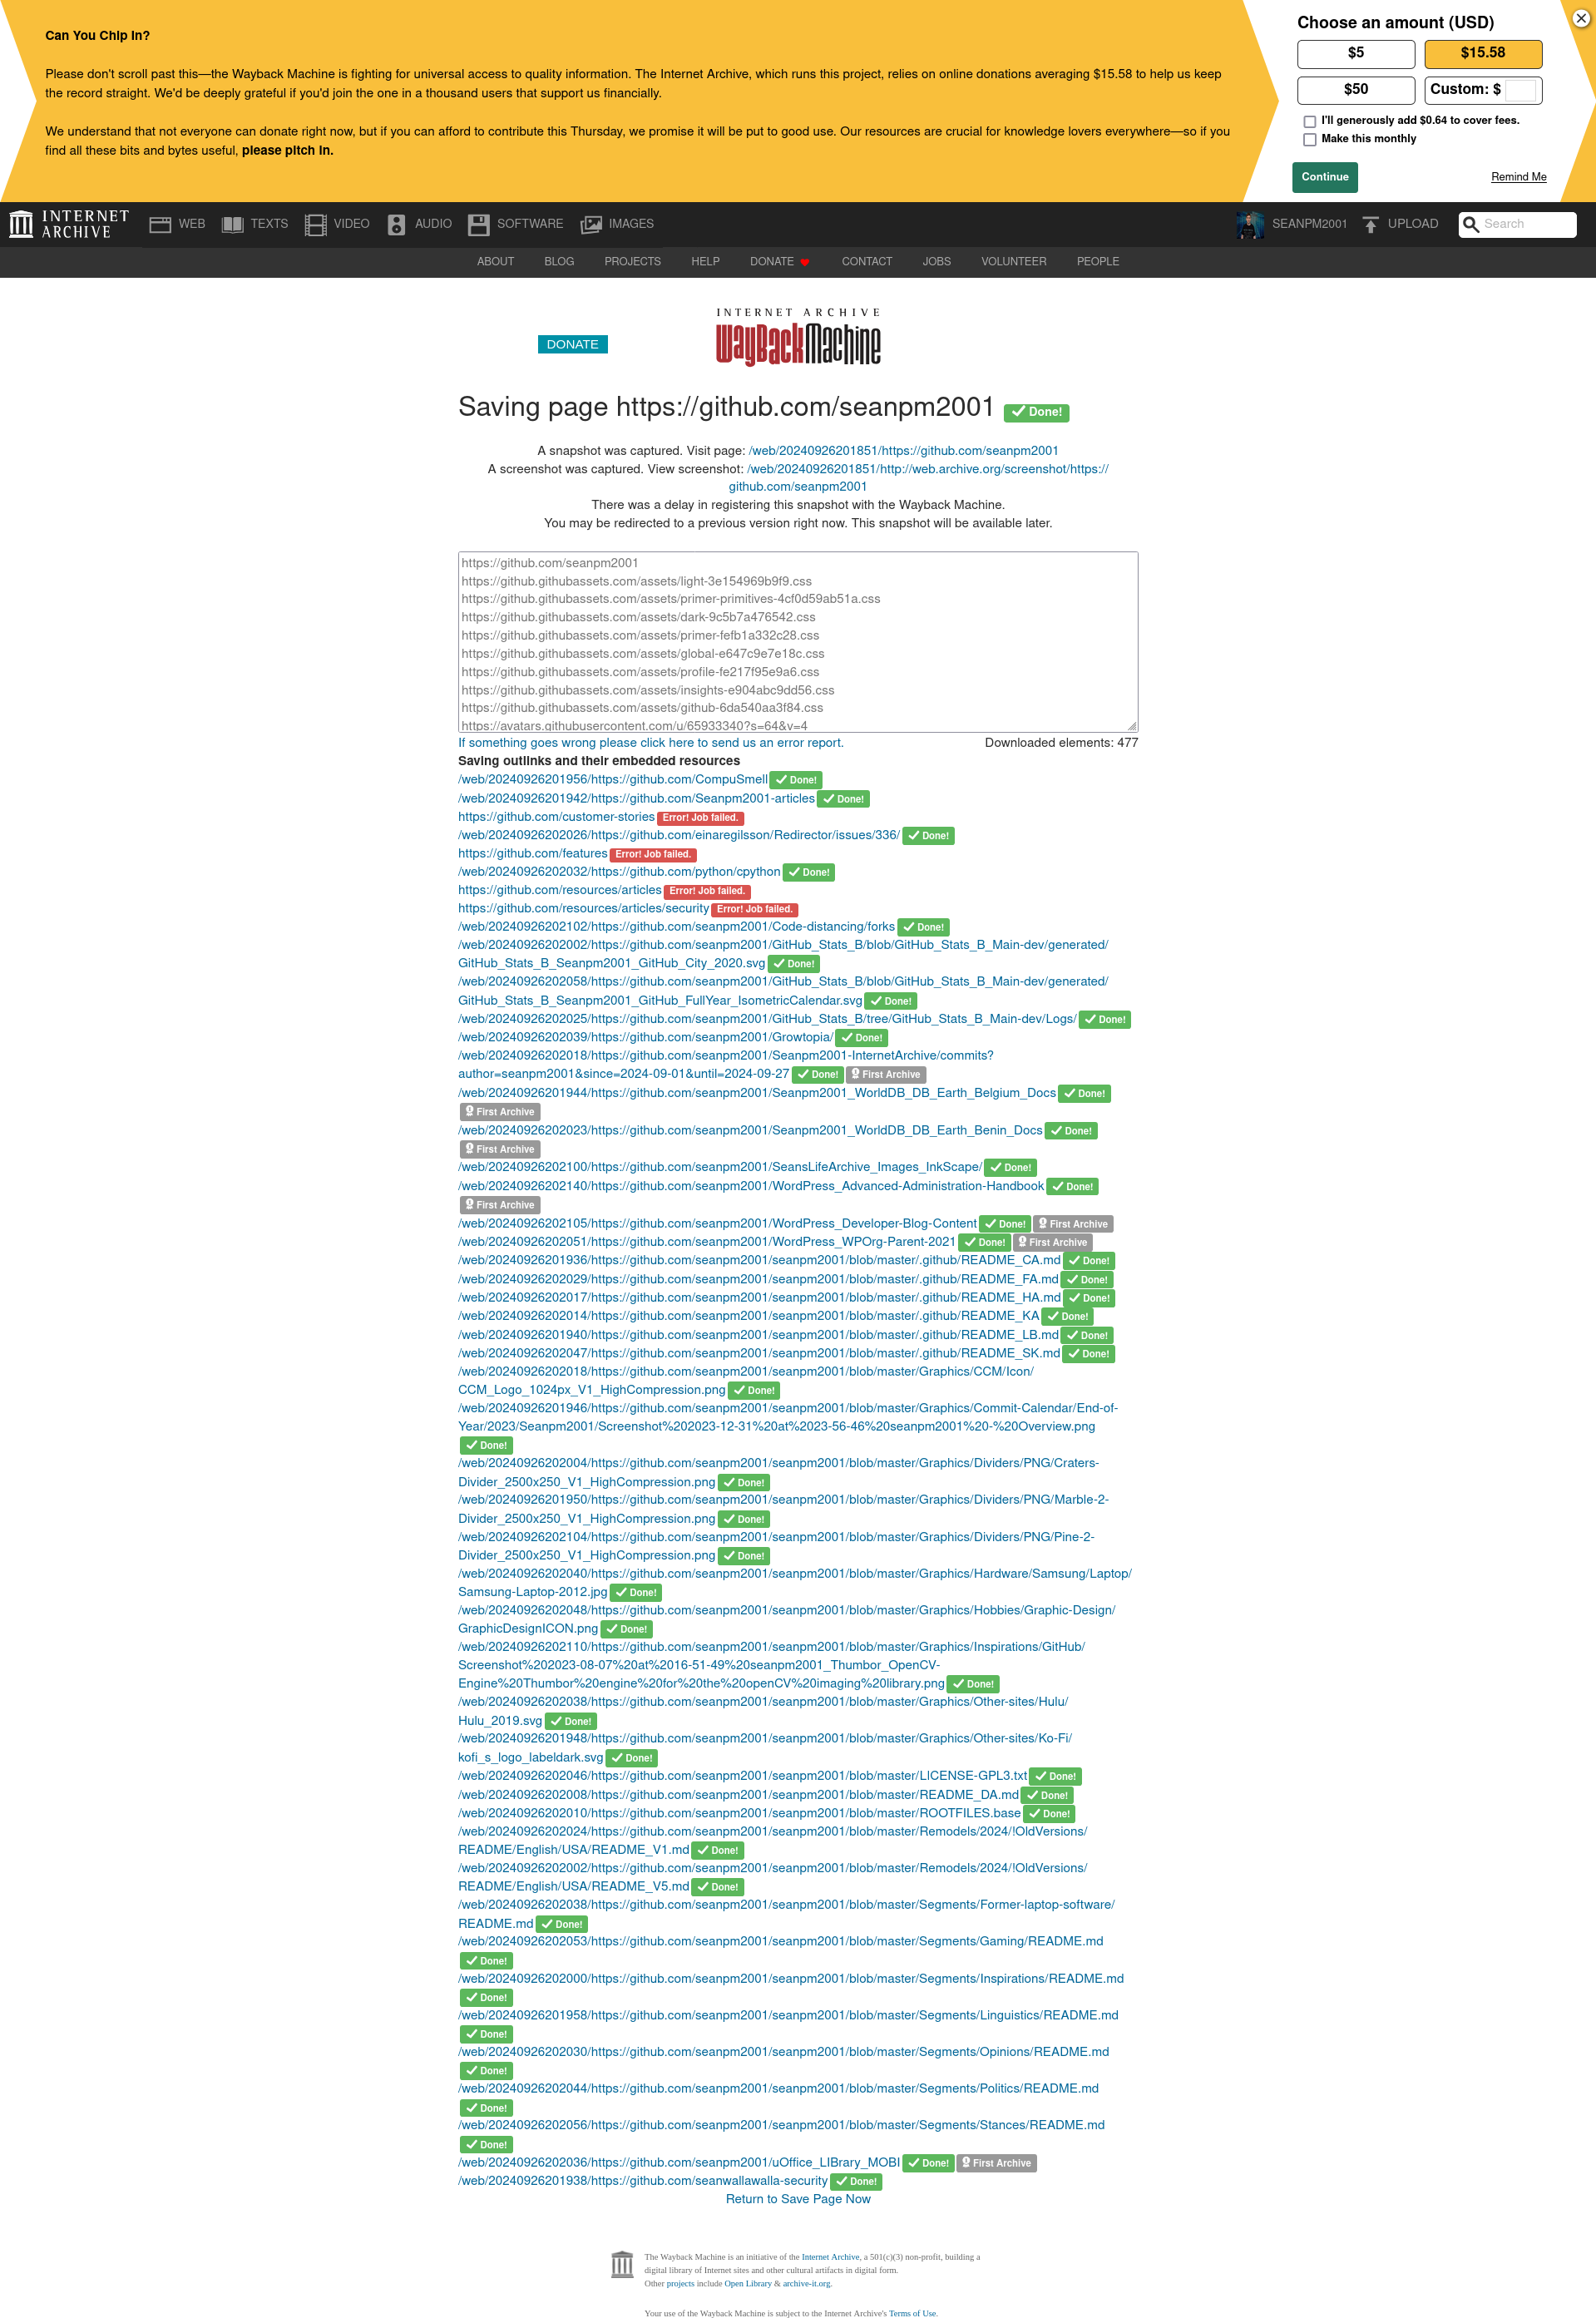 Can You Chip In?
Please don't scroll past this—the Wayback Machine is fighting for universal access to quality information. The Internet Archive, which runs this project, relies on online donations averaging $15.58 to help us keep
the record straight. We'd be deeply grateful if you'd join the one in a thousand users that support us financially.
We understand that not everyone can donate right now, but if you can afford to contribute this Thursday, we promise it will be put to good use. Our resources are crucial for knowledge lovers everywhere—so if you
find all these bits and bytes useful, please pitch in.
Choose an amount (USD)
$5 $15.58
$50 Custom: $
I'll generously add $0.64 to cover fees.
Make this monthly
Continue Remind Me
INTERNET ARCHIVE WEB TEXTS VIDEO AUDIO SOFTWARE IMAGES SEANPM2001 UPLOAD Search
ABOUT BLOG PROJECTS HELP DONATE CONTACT JOBS VOLUNTEER PEOPLE
INTERNET ARCHIVE
DONATE WayBackMachine
Saving page https://github.com/seanpm2001 Done!
A snapshot was captured. Visit page: /web/20240926201851/https://github.com/seanpm2001
A screenshot was captured. View screenshot: /web/20240926201851/http://web.archive.org/screenshot/https://
github.com/seanpm2001
There was a delay in registering this snapshot with the Wayback Machine.
You may be redirected to a previous version right now. This snapshot will be available later.
https://github.com/seanpm2001
https://github.githubassets.com/assets/light-3e154969b9f9.css
https://github.githubassets.com/assets/primer-primitives-4cf0d59ab51a.css
https://github.githubassets.com/assets/dark-9c5b7a476542.css
https://github.githubassets.com/assets/primer-fefb1a332c28.css
https://github.githubassets.com/assets/global-e647c9e7e18c.css
https://github.githubassets.com/assets/profile-fe217f95e9a6.css
https://github.githubassets.com/assets/insights-e904abc9dd56.css
https://github.githubassets.com/assets/github-6da540aa3f84.css
https://avatars.githubusercontent.com/u/65933340?s=64&v=4
If something goes wrong please click here to send us an error report. Downloaded elements: 477
Saving outlinks and their embedded resources
/web/20240926201956/https://github.com/CompuSmell Done!
/web/20240926201942/https://github.com/Seanpm2001-articles Done!
https://github.com/customer-stories Error! Job failed.
/web/20240926202026/https://github.com/einaregilsson/Redirector/issues/336/ Done!
https://github.com/features Error! Job failed.
/web/20240926202032/https://github.com/python/cpython Done!
https://github.com/resources/articles Error! Job failed.
https://github.com/resources/articles/security Error! Job failed.
/web/20240926202102/https://github.com/seanpm2001/Code-distancing/forks Done!
/web/20240926202002/https://github.com/seanpm2001/GitHub_Stats_B/blob/GitHub_Stats_B_Main-dev/generated/
GitHub_Stats_B_Seanpm2001_GitHub_City_2020.svg Done!
/web/20240926202058/https://github.com/seanpm2001/GitHub_Stats_B/blob/GitHub_Stats_B_Main-dev/generated/
GitHub_Stats_B_Seanpm2001_GitHub_FullYear_IsometricCalendar.svg Done!
/web/20240926202025/https://github.com/seanpm2001/GitHub_Stats_B/tree/GitHub_Stats_B_Main-dev/Logs/ Done!
/web/20240926202039/https://github.com/seanpm2001/Growtopia/ Done!
/web/20240926202018/https://github.com/seanpm2001/Seanpm2001-InternetArchive/commits?
author=seanpm2001&since=2024-09-01&until=2024-09-27 Done! First Archive
/web/20240926201944/https://github.com/seanpm2001/Seanpm2001_WorldDB_DB_Earth_Belgium_Docs Done!
First Archive
/web/20240926202023/https://github.com/seanpm2001/Seanpm2001_WorldDB_DB_Earth_Benin_Docs Done!
First Archive
/web/20240926202100/https://github.com/seanpm2001/SeansLifeArchive_Images_InkScape/ Done!
/web/20240926202140/https://github.com/seanpm2001/WordPress_Advanced-Administration-Handbook Done!
First Archive
/web/20240926202105/https://github.com/seanpm2001/WordPress_Developer-Blog-Content Done! First Archive
/web/20240926202051/https://github.com/seanpm2001/WordPress_WPOrg-Parent-2021 Done! First Archive
/web/20240926201936/https://github.com/seanpm2001/seanpm2001/blob/master/.github/README_CA.md Done!
/web/20240926202029/https://github.com/seanpm2001/seanpm2001/blob/master/.github/README_FA.md Done!
/web/20240926202017/https://github.com/seanpm2001/seanpm2001/blob/master/.github/README_HA.md Done!
/web/20240926202014/https://github.com/seanpm2001/seanpm2001/blob/master/.github/README_KA Done!
/web/20240926201940/https://github.com/seanpm2001/seanpm2001/blob/master/.github/README_LB.md Done!
/web/20240926202047/https://github.com/seanpm2001/seanpm2001/blob/master/.github/README_SK.md Done!
/web/20240926202018/https://github.com/seanpm2001/seanpm2001/blob/master/Graphics/CCM/Icon/
CCM_Logo_1024px_V1_HighCompression.png Done!
/web/20240926201946/https://github.com/seanpm2001/seanpm2001/blob/master/Graphics/Commit-Calendar/End-of-
Year/2023/Seanpm2001/Screenshot%202023-12-31%20at%2023-56-46%20seanpm2001%20-%20Overview.png
Done!
/web/20240926202004/https://github.com/seanpm2001/seanpm2001/blob/master/Graphics/Dividers/PNG/Craters-
Divider_2500x250_V1_HighCompression.png Done!
/web/20240926201950/https://github.com/seanpm2001/seanpm2001/blob/master/Graphics/Dividers/PNG/Marble-2-
Divider_2500x250_V1_HighCompression.png Done!
/web/20240926202104/https://github.com/seanpm2001/seanpm2001/blob/master/Graphics/Dividers/PNG/Pine-2-
Divider_2500x250_V1_HighCompression.png Done!
/web/20240926202040/https://github.com/seanpm2001/seanpm2001/blob/master/Graphics/Hardware/Samsung/Laptop/
Samsung-Laptop-2012.jpg Done!
/web/20240926202048/https://github.com/seanpm2001/seanpm2001/blob/master/Graphics/Hobbies/Graphic-Design/
GraphicDesignICON.png Done!
/web/20240926202110/https://github.com/seanpm2001/seanpm2001/blob/master/Graphics/Inspirations/GitHub/
Screenshot%202023-08-07%20at%2016-51-49%20seanpm2001_Thumbor_OpenCV-
Engine%20Thumbor%20engine%20for%20the%20openCV%20imaging%20library.png Done!
/web/20240926202038/https://github.com/seanpm2001/seanpm2001/blob/master/Graphics/Other-sites/Hulu/
Hulu_2019.svg Done!
/web/20240926201948/https://github.com/seanpm2001/seanpm2001/blob/master/Graphics/Other-sites/Ko-Fi/
kofi_s_logo_labeldark.svg Done!
/web/20240926202046/https://github.com/seanpm2001/seanpm2001/blob/master/LICENSE-GPL3.txt Done!
/web/20240926202008/https://github.com/seanpm2001/seanpm2001/blob/master/README_DA.md Done!
/web/20240926202010/https://github.com/seanpm2001/seanpm2001/blob/master/ROOTFILES.base Done!
/web/20240926202024/https://github.com/seanpm2001/seanpm2001/blob/master/Remodels/2024/!OldVersions/
README/English/USA/README_V1.md Done!
/web/20240926202002/https://github.com/seanpm2001/seanpm2001/blob/master/Remodels/2024/!OldVersions/
README/English/USA/README_V5.md Done!
/web/20240926202038/https://github.com/seanpm2001/seanpm2001/blob/master/Segments/Former-laptop-software/
README.md Done!
/web/20240926202053/https://github.com/seanpm2001/seanpm2001/blob/master/Segments/Gaming/README.md
Done!
/web/20240926202000/https://github.com/seanpm2001/seanpm2001/blob/master/Segments/Inspirations/README.md
Done!
/web/20240926201958/https://github.com/seanpm2001/seanpm2001/blob/master/Segments/Linguistics/README.md
Done!
/web/20240926202030/https://github.com/seanpm2001/seanpm2001/blob/master/Segments/Opinions/README.md
Done!
/web/20240926202044/https://github.com/seanpm2001/seanpm2001/blob/master/Segments/Politics/README.md
Done!
/web/20240926202056/https://github.com/seanpm2001/seanpm2001/blob/master/Segments/Stances/README.md
Done!
/web/20240926202036/https://github.com/seanpm2001/uOffice_LIBrary_MOBI Done! First Archive
/web/20240926201938/https://github.com/seanwallawalla-security Done!
Return to Save Page Now
The Wayback Machine is an initiative of the Internet Archive, a 501(c)(3) non-profit, building a
digital library of Internet sites and other cultural artifacts in digital form.
Other projects include Open Library & archive-it.org.
Your use of the Wayback Machine is subject to the Internet Archive's Terms of Use.